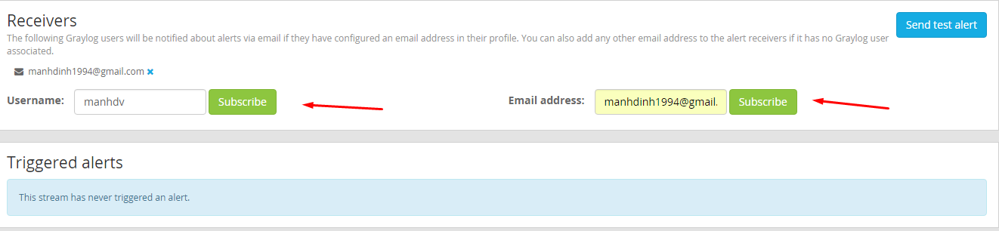 Receivers
Send test alert
The following Graylog users will be notified about alerts via email if they have configured an email address in their profile. You can also add any other email address to the alert receivers if it has no Graylog user
associated.
manhdinh1994@gmail.com
Username: manhdv Subscribe Email address: manhdinh1994@gmail. Subscribe
Triggered alerts
This stream has never triggered an alert.